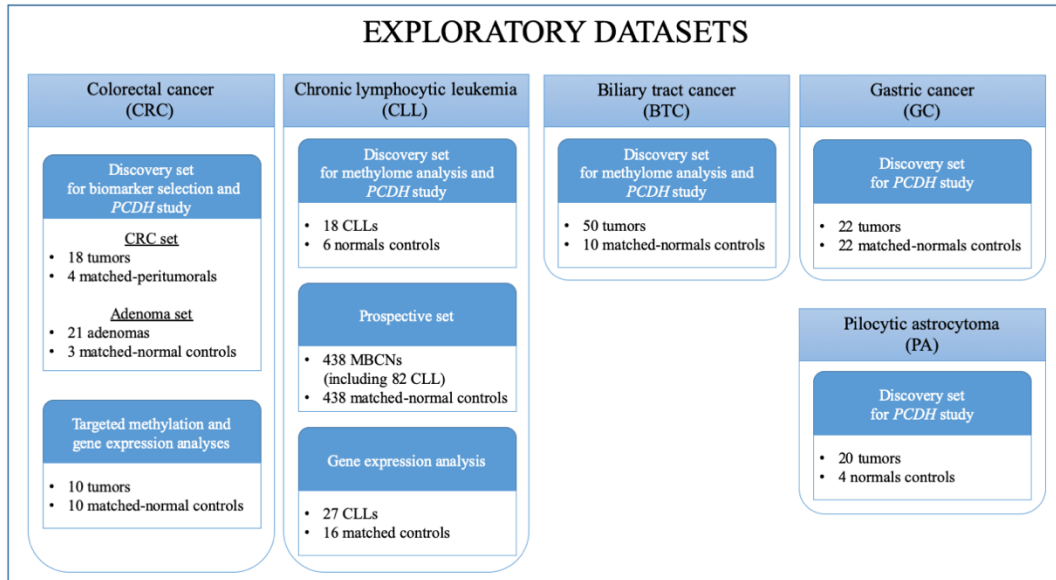 EXPLORATORY DATASETS
Colorectal cancer
(CRC)
Discovery set
for biomarker selection and
PCDH study
CRC set
• 18 tumors
• 4 matched-peritumorals
Adenoma set
• 21 adenomas
• 3 matched-normal controls
Targeted methylation and
gene expression analyses
• 10 tumors
• 10 matched-normal controls
Chronic lymphocytic leukemia
(CLL)
Discovery set
for methylome analysis and
PCDH study
• 18 CLLs
• 6 normals controls
Prospective set
• 438 MBCNs
(including 82 CLL)
• 438 matched-normal controls
Gene expression analysis
• 27 CLLs
• 16 matched controls
Biliary tract cancer
(BTC)
Discovery set
for methylome analysis and
PCDH study
• 50 tumors
• 10 matched-normals controls
Gastric cancer
(GC)
Discovery set
for PCDH study
• 22 tumors
• 22 matched-normals controls
Pilocytic astrocytoma
(PA)
Discovery set
for PCDH study
• 20 tumors
• 4 normals controls